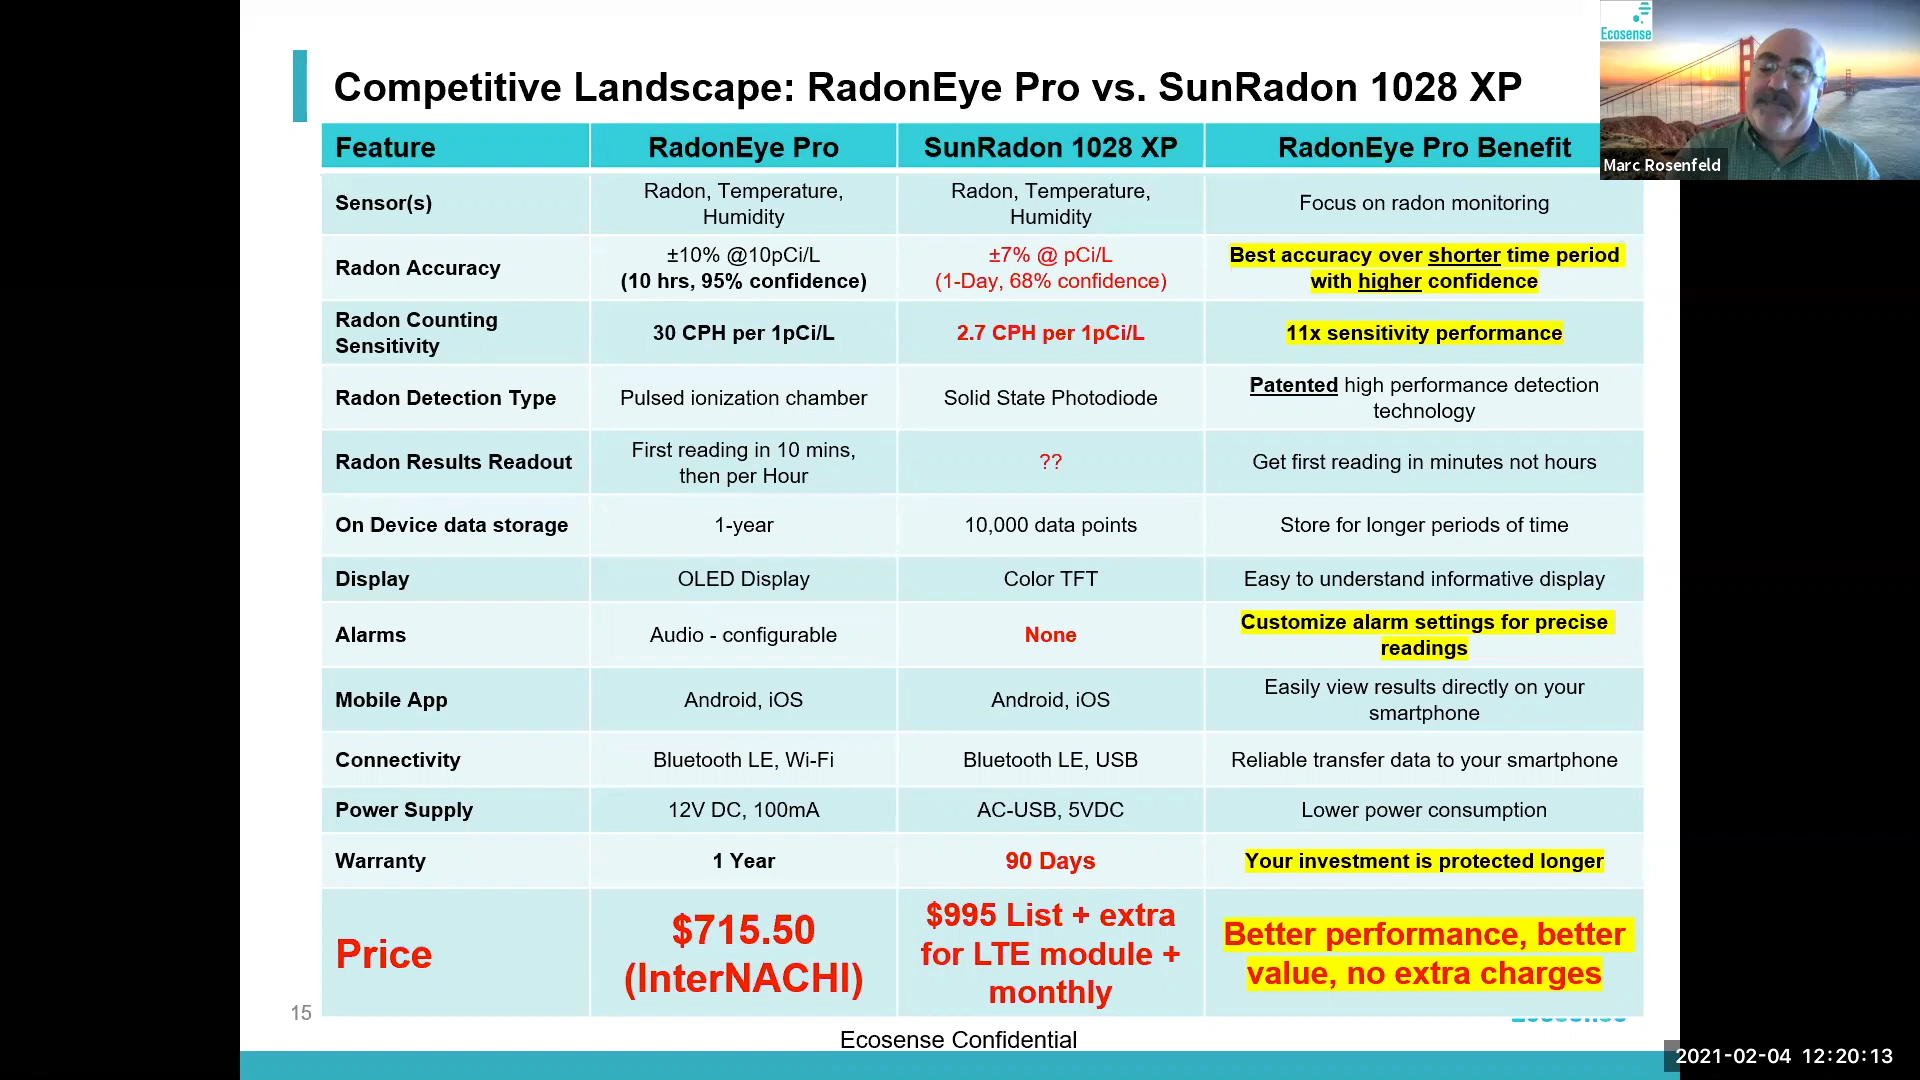 Ecosense
Marc Rosenfeld
Competitive Landscape: RadonEye Pro vs. SunRadon 1028 XP
Feature
RadonEye Pro
SunRadon 1028 XP
RadonEye Pro Benefit
Sensor(s)
Radon, Temperature,
Humidity
Radon, Temperature,
Humidity
Focus on radon monitoring
Radon Accuracy
±10% @10pCi/L
(10 hrs, 95% confidence)
±7% @ pCi/L
(1-Day, 68% confidence)
Best accuracy over shorter time period
with higher confidence
Radon Counting
Sensitivity
30 CPH per 1pCi/L
2.7 CPH per 1pCi/L
11x sensitivity performance
Radon Detection Type
Pulsed ionization chamber
Solid State Photodiode
Patented high performance detection
technology
Radon Results Readout
First reading in 10 mins,
then per Hour
??
Get first reading in minutes not hours
On Device data storage
1-year
10,000 data points
Store for longer periods of time
Display
OLED Display
Color TFT
Easy to understand informative display
Alarms
Audio - configurable
None
Customize alarm settings for precise
readings
Mobile App
Android, iOS
Android, iOS
Easily view results directly on your
smartphone
Connectivity
Bluetooth LE, Wi-Fi
Bluetooth LE, USB
Reliable transfer data to your smartphone
Power Supply
12V DC, 100mA
AC-USB, 5VDC
Lower power consumption
Warranty
1 Year
90 Days
Your investment is protected longer
Price
$715.50
(InterNACHI)
$995 List + extra
for LTE module +
monthly
Better performance, better
value, no extra charges
15
Ecosense Confidential
2021-02-04 12:20:13